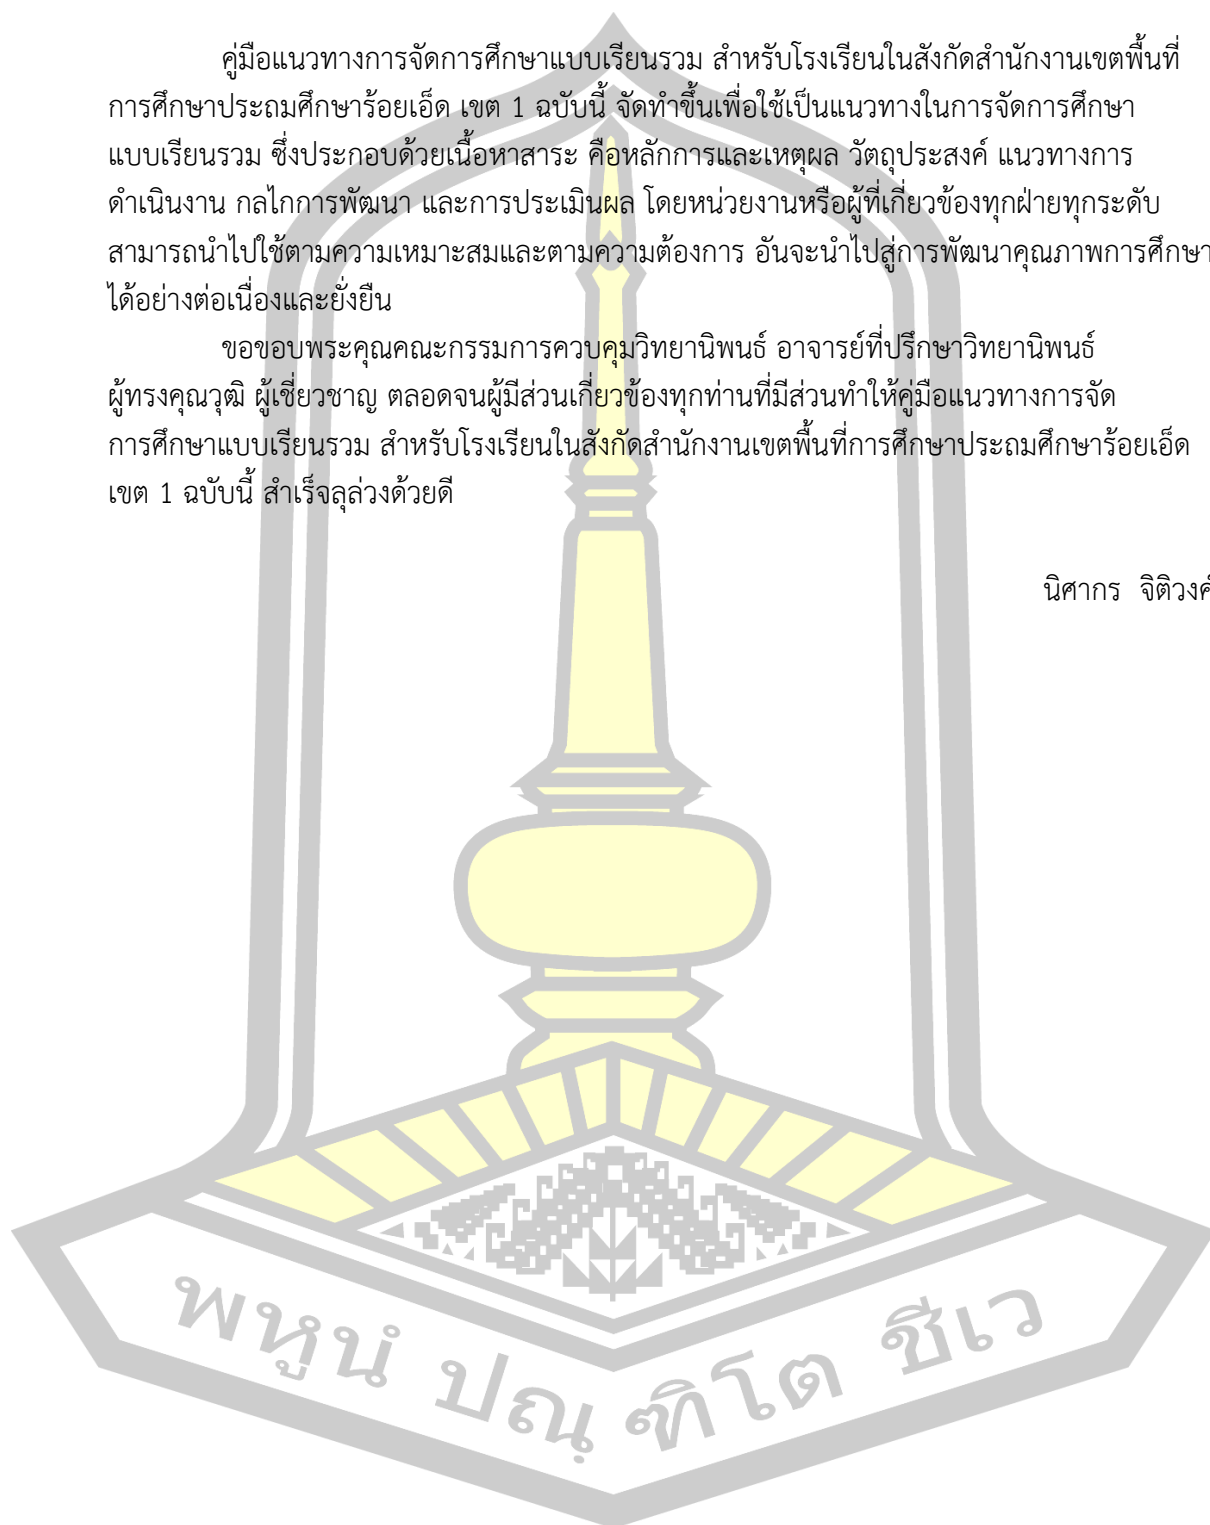 คู่มือแนวทางการจัดการศึกษาแบบเรียนรวม สำหรับโรงเรียนในสังกัดสำนักงานเขตพื้นที่
การศึกษาประถมศึกษาร้อยเอ็ด เขต 1 ฉบับนี้ จัดทำขึ้นเพื่อใช้เป็นแนวทางในการจัดการศึกษา
แบบเรียนรวม ซึ่งประกอบด้วยเนื้อหาสาระ คือหลักการและเหตุผล วัตถุประสงค์ แนวทางการ
ดำเนินงาน กลไกการพัฒนา และการประเมินผล โดยหน่วยงานหรือผู้ที่เกี่ยวข้องทุกฝ่ายทุกระดับ
สามารถนำไปใช้ตามความเหมาะสมและตามความต้องการ อันจะนำไปสู่การพัฒนาคุณภาพการศึกษา
ได้อย่างต่อเนื่องและยั่งยืน
ขอขอบพระคุณคณะกรรมการควบคุมวิทยานิพนธ์ อาจารย์ที่ปรึกษาวิทยานิพนธ์
ผู้ทรงคุณวุฒิ ผู้เชี่ยวชาญ ตลอดจนผู้มีส่วนเกี่ยวข้องทุกท่านที่มีส่วนทำให้คู่มือแนวทางการจัด
การศึกษาแบบเรียนรวม สำหรับโรงเรียนในสังกัดสำนักงานเขตพื้นที่การศึกษาประถมศึกษาร้อยเอ็ด
เขต 1 ฉบับนี้ สำเร็จลุล่วงด้วยดี
นิศากร จิติวงค์
พหูนํ ปณฺฑิโต ชีเว